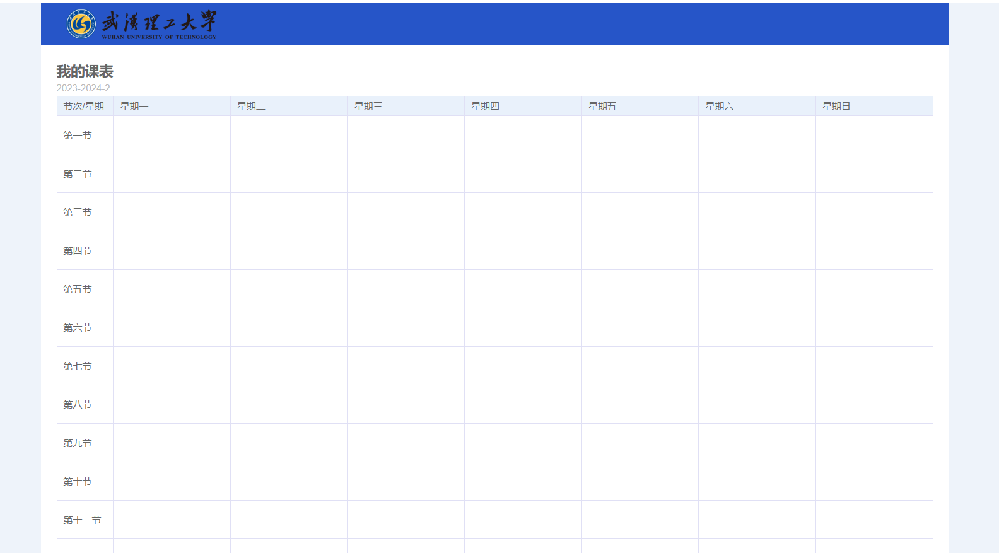 武漢理工大學
WUHAN UNIVERSITY OF TECHNOLOGY
我的课表
2023-2024-2
节次/星期 星期一 星期二 星期三 星期四 星期五 星期六 星期日
第一节
第二节
第三节
第四节
第五节
第六节
第七节
第八节
第九节
第十节
第十一节